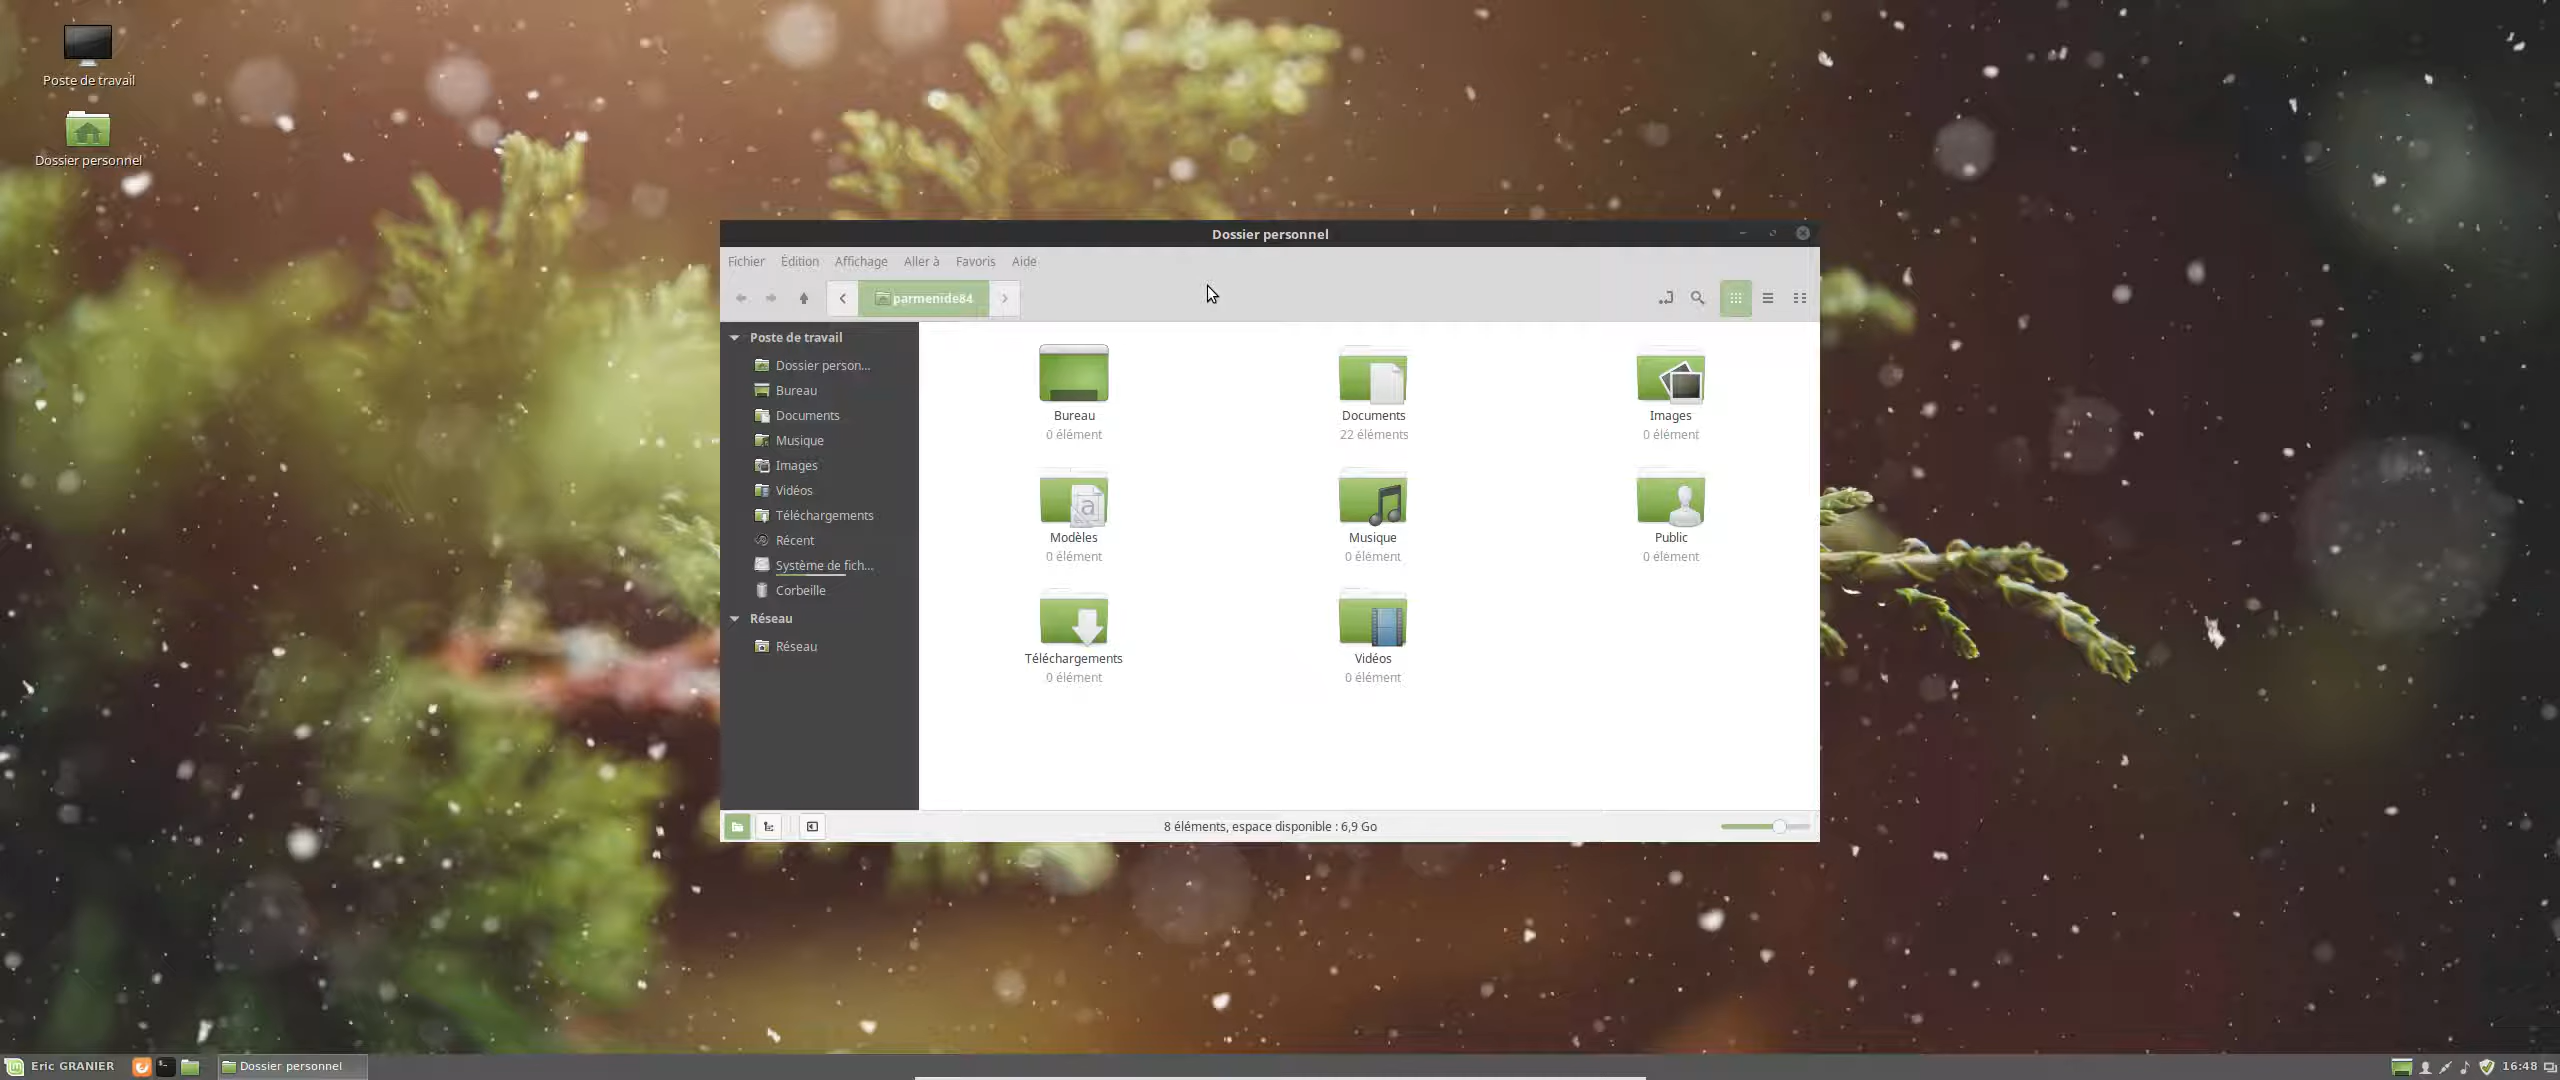 Poste de travail
Dossier personnel
Dossier personnel
Fichier Édition Affichage Aller à Favoris Aide
parmenide84
Poste de travail
Dossier person...
Bureau
Documents
Musique
Images
Vidéos
Téléchargements
Récent
Système de fich...
Corbeille
Réseau
Réseau
Bureau
0 élément
Documents
22 éléments
Images
0 élément
Modèles
0 élément
Musique
0 élément
Public
0 élément
Téléchargements
0 élément
Vidéos
0 élément
8 éléments, espace disponible : 6,9 Go
Eric GRANIER
Dossier personnel
16:48